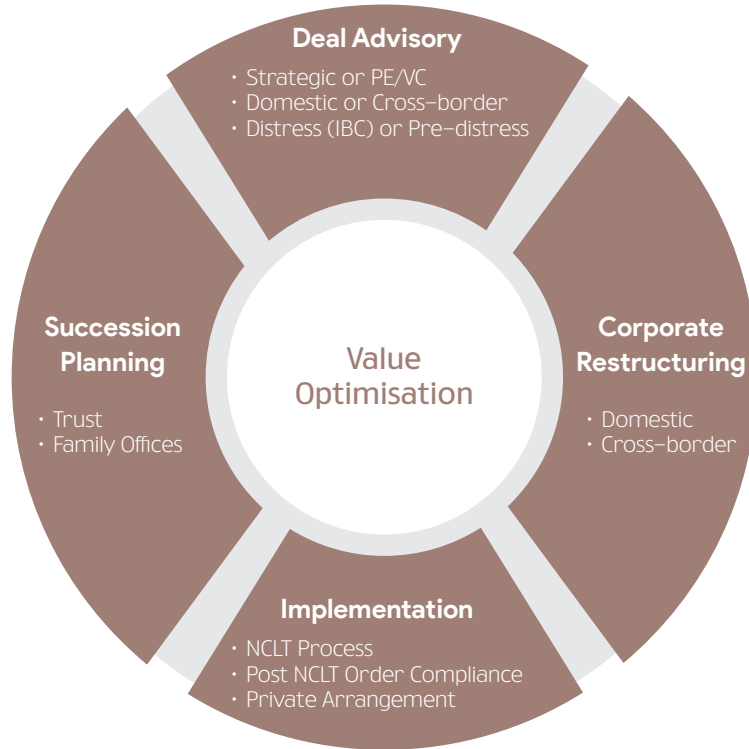 Deal Advisory
· Strategic or PE/VC
· Domestic or Cross-border
· Distress (IBC) or Pre-distress
Succession
Planning
· Trust
· Family Offices
Value
Optimisation
Corporate
Restructuring
· Domestic
· Cross-border
Implementation
· NCLT Process
· Post NCLT Order Compliance
· Private Arrangement